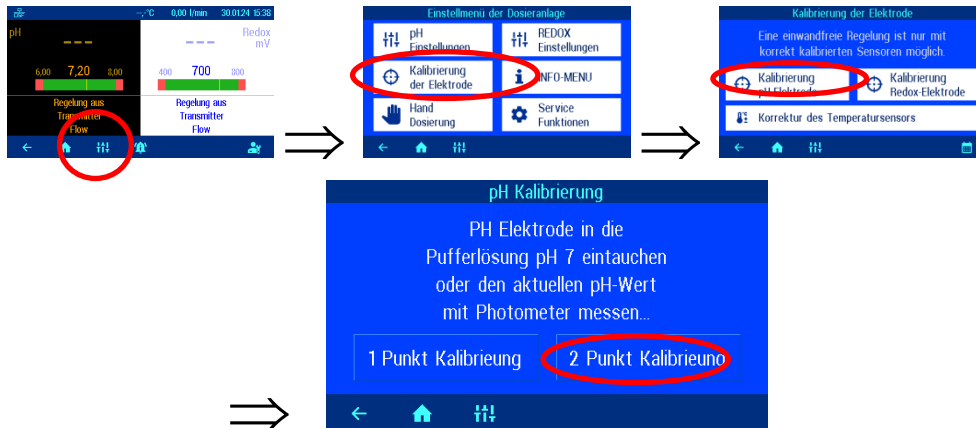 --,-°C 0,00 l/min 30.01.24 15:38
pH
---
6,00 7,20 8,00
Regelung aus
Transmitter
Flow
Redox
mV
---
400 700 800
Regelung aus
Transmitter
Flow
Einstellmenü der Dosieranlage
pH
Einstellungen
REDOX
Einstellungen
Kalibrierung
der Elektrode
INFO-MENU
Hand
Dosierung
Service
Funktionen
Kalibrierung der Elektrode
Eine einwandfreie Regelung ist nur mit
korrekt kalibrierten Sensoren möglich.
Kalibrierung
pH-Elektrode
Kalibrierung
Redox-Elektrode
Korrektur des Temperatursensors
pH Kalibrierung
PH Elektrode in die
Pufferlösung pH 7 eintauchen
oder den aktuellen pH-Wert
mit Photometer messen...
1 Punkt Kalibrieung
2 Punkt Kalibrieung